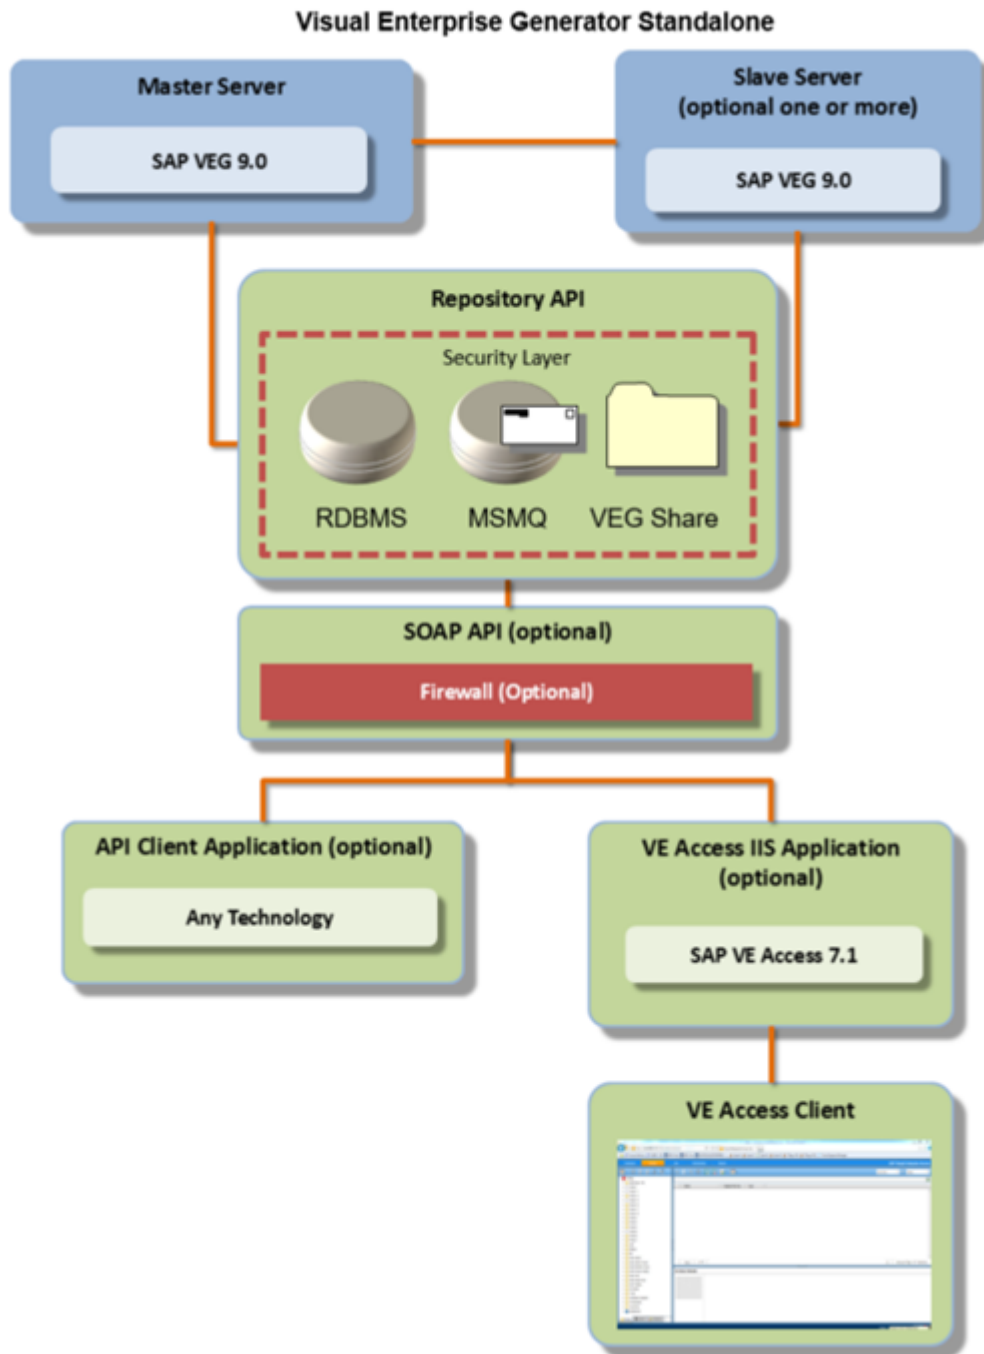 Visual Enterprise Generator Standalone
Master Server
SAP VEG 9.0
Slave Server
(optional one or more)
SAP VEG 9.0
Repository API
Security Layer
RDBMS
MSMQ
VEG Share
SOAP API (optional)
Firewall (Optional)
API Client Application (optional)
Any Technology
VE Access IIS Application
(optional)
SAP VE Access 7.1
VE Access Client